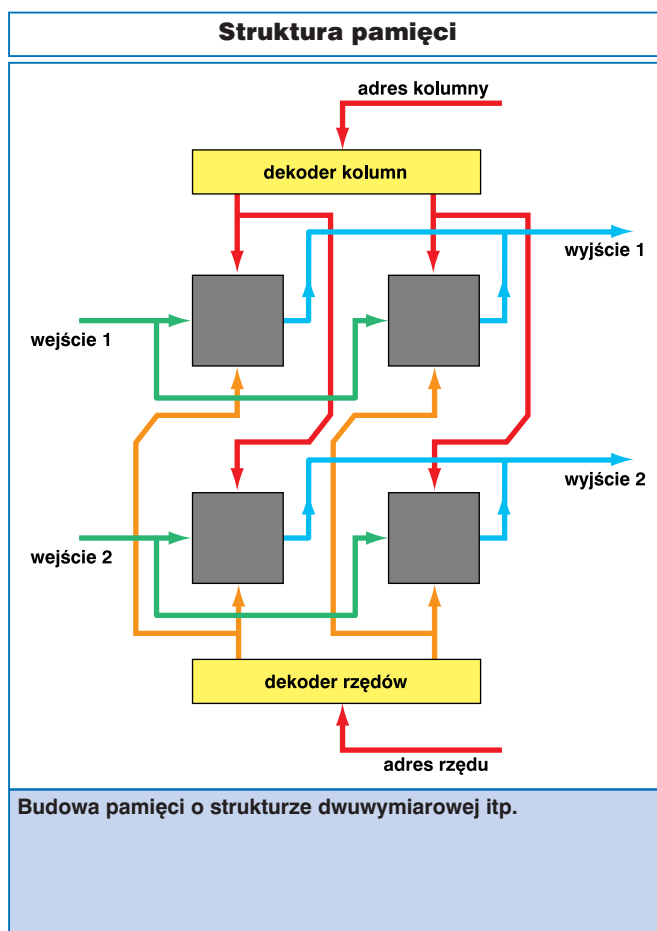 Struktura pamięci
adres kolumny
dekoder kolumn
wyjście 1
wejście 1
wyjście 2
wejście 2
dekoder rzędów
adres rzędu
Budowa pamięci o strukturze dwuwymiarowej itp.